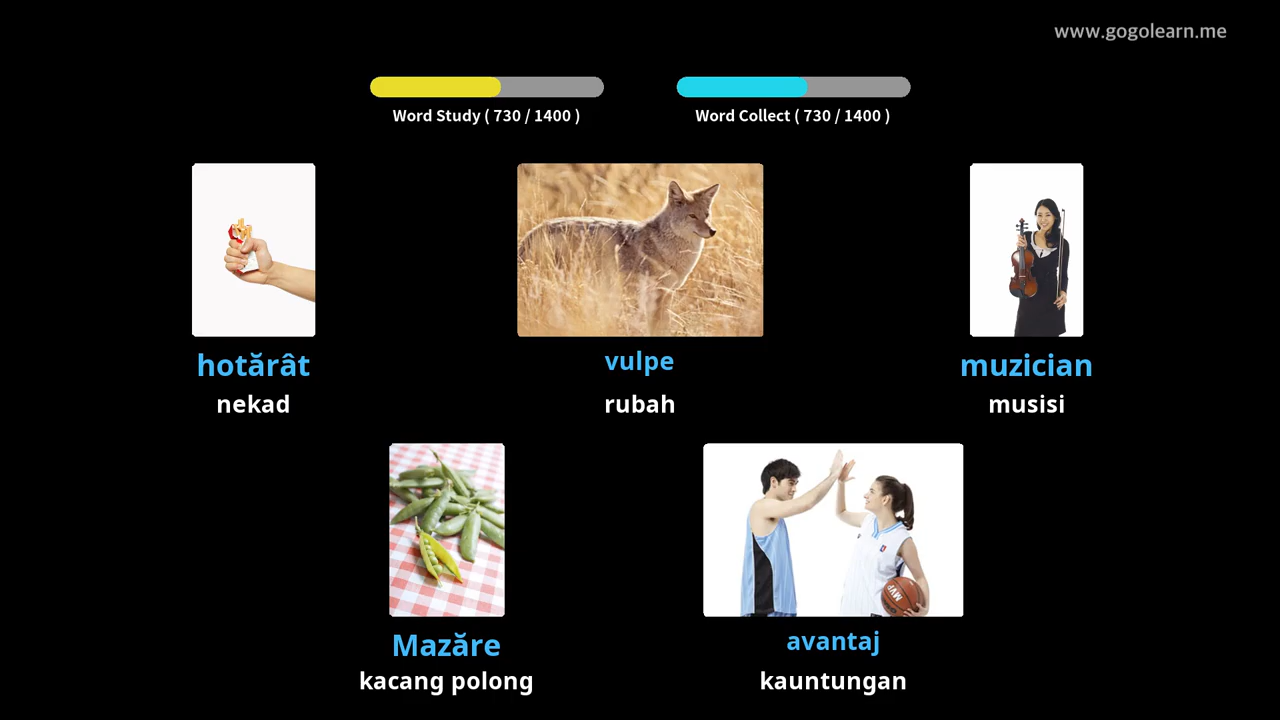 www.gogolearn.me
Word Study ( 730 / 1400 )
Word Collect ( 730 / 1400 )
hotărât
nekad
vulpe
rubah
muzician
musisi
MVP
Mazăre
kacang polong
avantaj
kauntungan